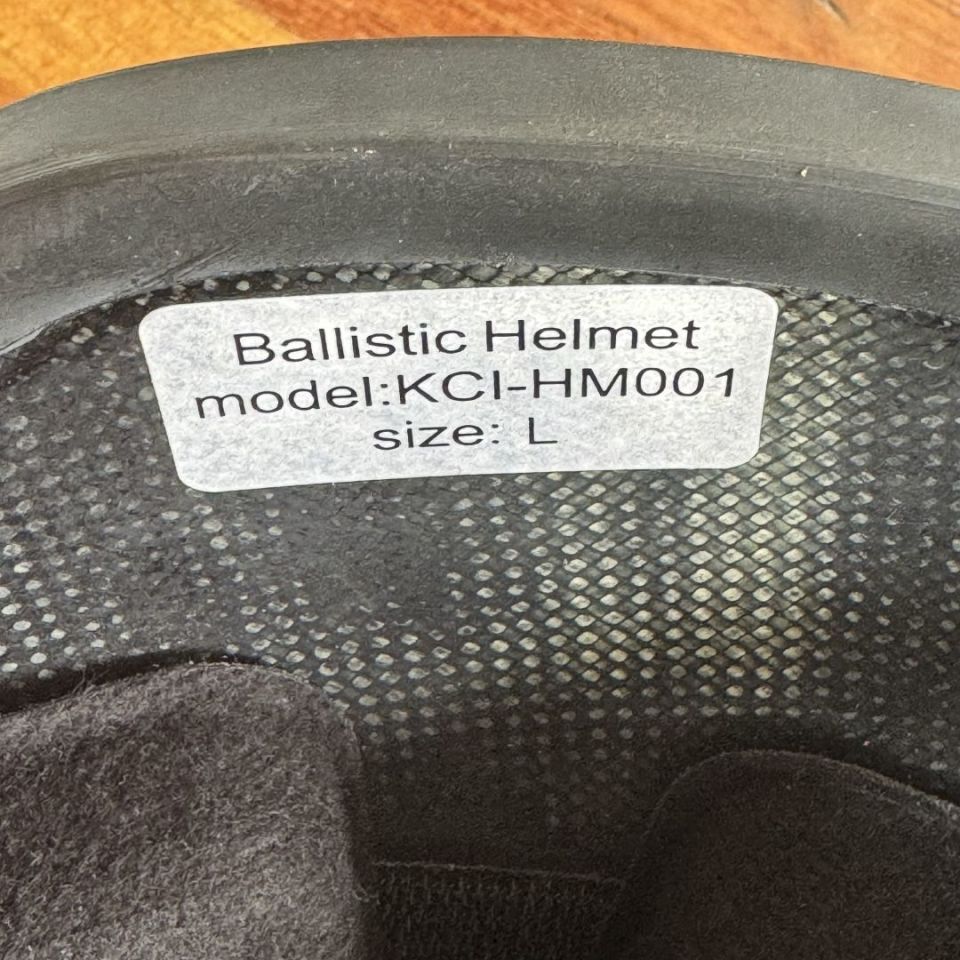 Ballistic Helmet
model:KCI-HM001
size: L